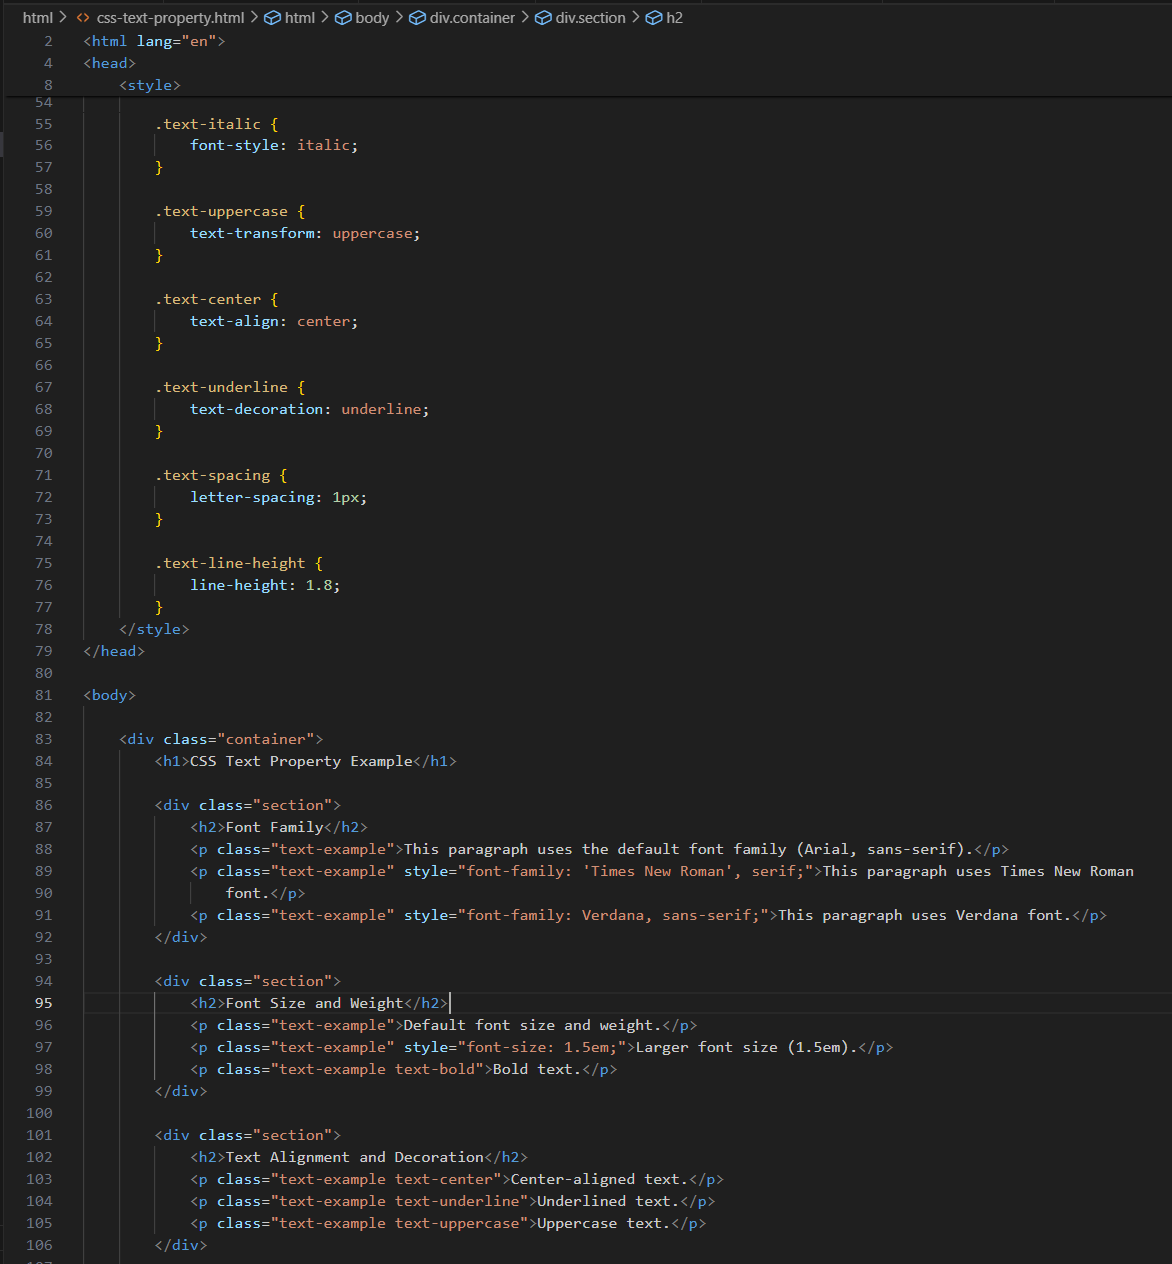 html > css-text-property.html > html > body > div.container > div.section > h2
2 <html lang="en">
4 <head>
8 <style>
54
55 .text-italic {
56 font-style: italic;
57 }
58
59 .text-uppercase {
60 text-transform: uppercase;
61 }
62
63 .text-center {
64 text-align: center;
65 }
66
67 .text-underline {
68 text-decoration: underline;
69 }
70
71 .text-spacing {
72 letter-spacing: 1px;
73 }
74
75 .text-line-height {
76 line-height: 1.8;
77 }
78 </style>
79 </head>
80
81 <body>
82
83 <div class="container">
84 <h1>CSS Text Property Example</h1>
85
86 <div class="section">
87 <h2>Font Family</h2>
88 <p class="text-example">This paragraph uses the default font family (Arial, sans-serif).</p>
89 <p class="text-example" style="font-family: 'Times New Roman', serif;">This paragraph uses Times New Roman
90 font.</p>
91 <p class="text-example" style="font-family: Verdana, sans-serif;">This paragraph uses Verdana font.</p>
92 </div>
93
94 <div class="section">
95 <h2>Font Size and Weight</h2>
96 <p class="text-example">Default font size and weight.</p>
97 <p class="text-example" style="font-size: 1.5em;">Larger font size (1.5em).</p>
98 <p class="text-example text-bold">Bold text.</p>
99 </div>
100
101 <div class="section">
102 <h2>Text Alignment and Decoration</h2>
103 <p class="text-example text-center">Center-aligned text.</p>
104 <p class="text-example text-underline">Underlined text.</p>
105 <p class="text-example text-uppercase">Uppercase text.</p>
106 </div>